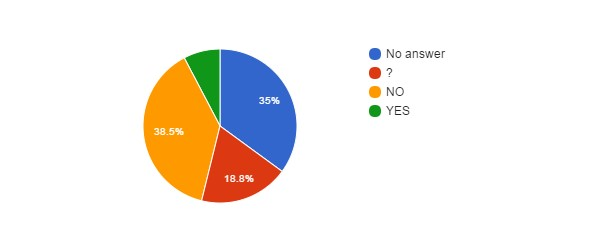 No answer
?
NO
YES
35%
38.5%
18.8%